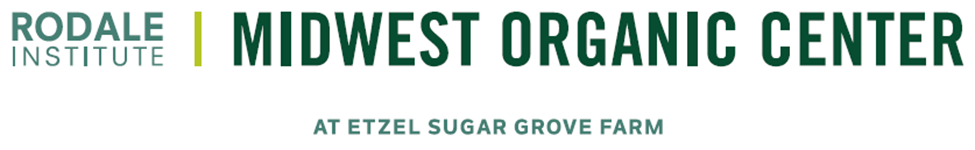 RODALE
INSTITUTE
MIDWEST ORGANIC CENTER
AT ETZEL SUGAR GROVE FARM